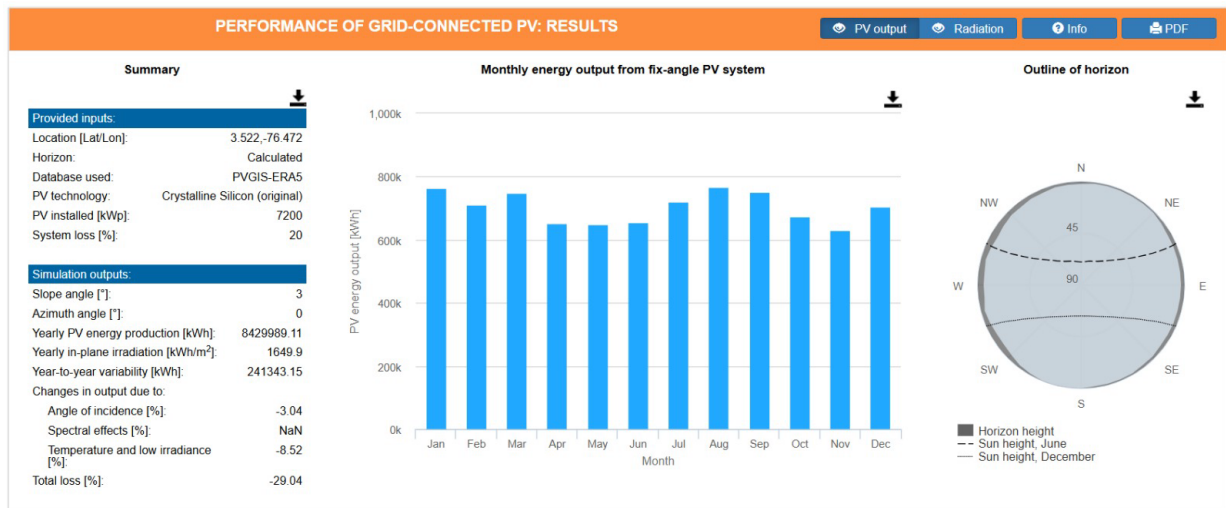 PERFORMANCE OF GRID-CONNECTED PV: RESULTS
PV output
Radiation
Info
PDF
Summary
Provided inputs:
Location [Lat/Lon]: 3.522,-76.472
Horizon: Calculated
Database used: PVGIS-ERA5
PV technology: Crystalline Silicon (original)
PV installed [kWp]: 7200
System loss [%]: 20
Simulation outputs:
Slope angle [°]: 3
Azimuth angle [°]: 0
Yearly PV energy production [kWh]: 8429989.11
Yearly in-plane irradiation [kWh/m²]: 1649.9
Year-to-year variability [kWh]: 241343.15
Changes in output due to:
Angle of incidence [%]: -3.04
Spectral effects [%]: NaN
Temperature and low irradiance -8.52
[%]:
Total loss [%]: -29.04
Monthly energy output from fix-angle PV system
PV energy output [kWh]
1,000k
800k
600k
400k
200k
0k
Jan Feb Mar Apr May Jun Jul Aug Sep Oct Nov Dec
Month
Outline of horizon
N
NW NE
45
W 90 E
SW SE
S
Horizon height
Sun height, June
Sun height, December